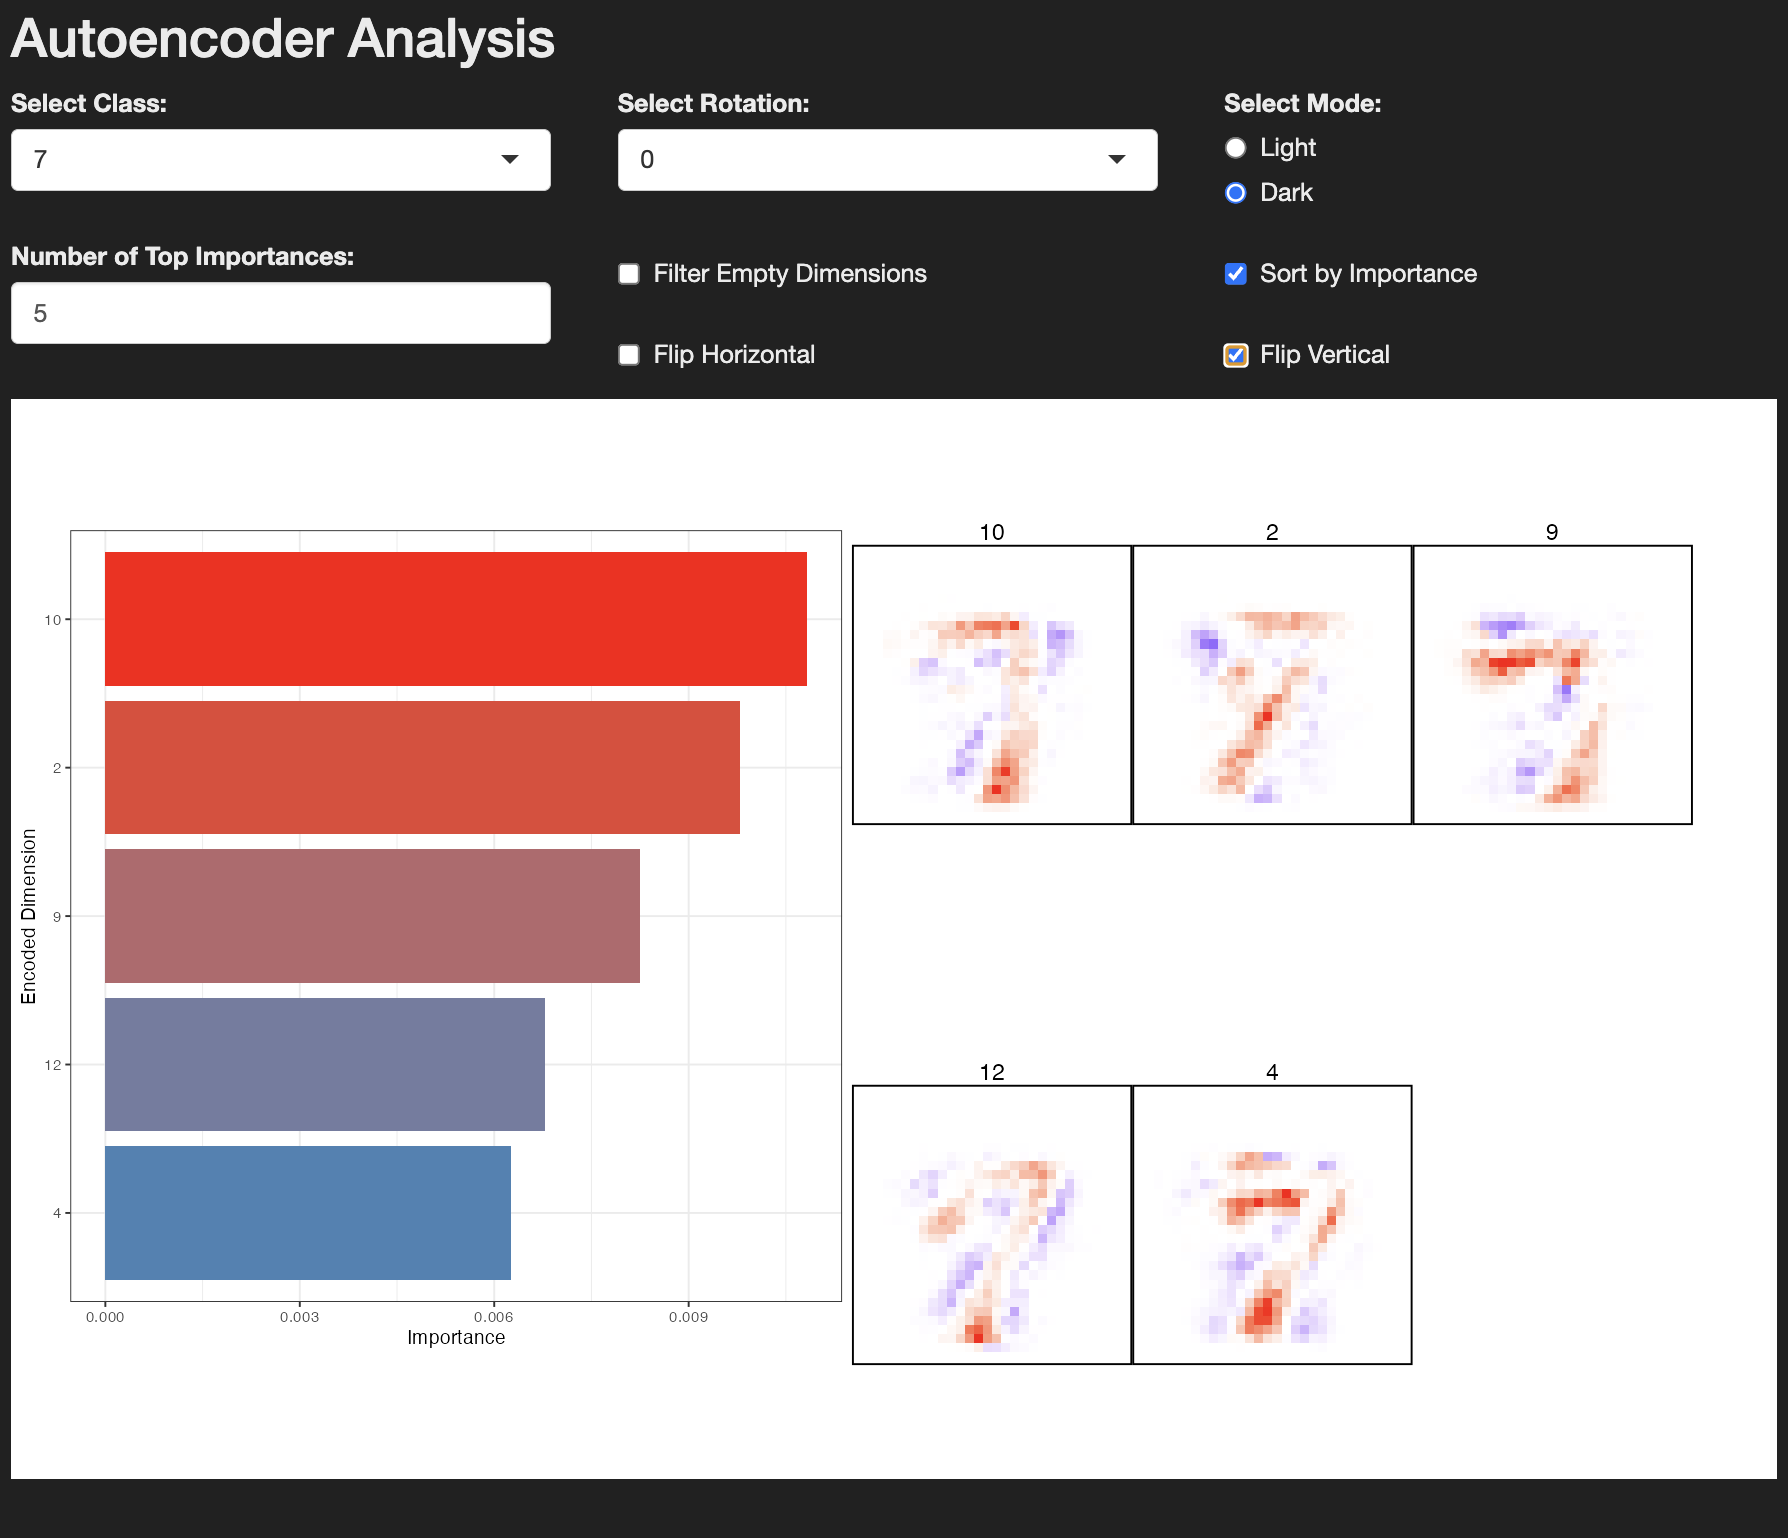 Autoencoder Analysis
Select Class:
Select Rotation:
Select Mode:
7
0
Light
Dark
Number of Top Importances:
5
Filter Empty Dimensions
Sort by Importance
Flip Horizontal
Flip Vertical
Encoded Dimension
10
2
9
12
4
0.000
0.003
0.006
0.009
Importance
10
2
9
12
4